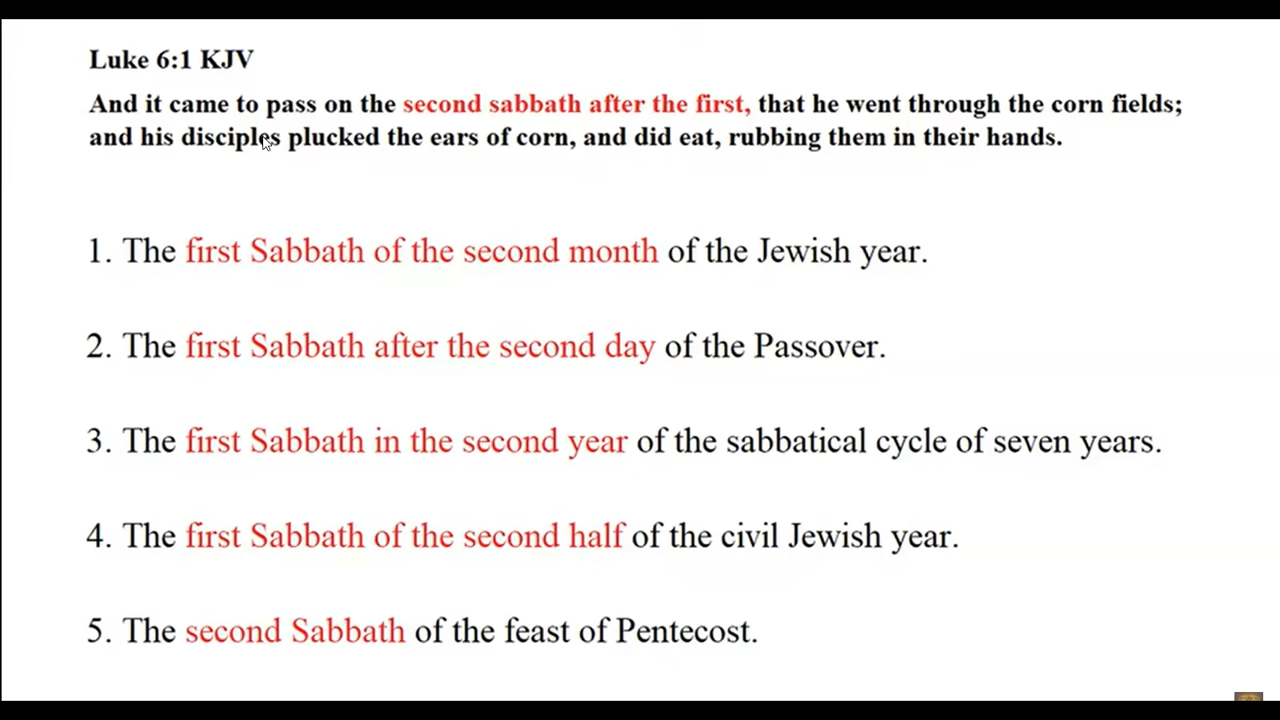 Luke 6:1 KJV
And it came to pass on the second sabbath after the first, that he went through the corn fields;
and his disciples plucked the ears of corn, and did eat, rubbing them in their hands.
1. The first Sabbath of the second month of the Jewish year.
2. The first Sabbath after the second day of the Passover.
3. The first Sabbath in the second year of the sabbatical cycle of seven years.
4. The first Sabbath of the second half of the civil Jewish year.
5. The second Sabbath of the feast of Pentecost.